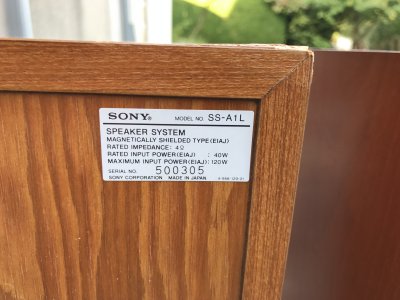 SONY® MODEL NO. SS-A1L
SPEAKER SYSTEM
MAGNETICALLY SHIELDED TYPE(EIAJ)
RATED IMPEDANCE: 4Ω
RATED INPUT POWER(EIAJ) : 40W
MAXIMUM INPUT POWER(EIAJ): 120W
SERIAL NO. 500305
SONY CORPORATION MADE IN JAPAN